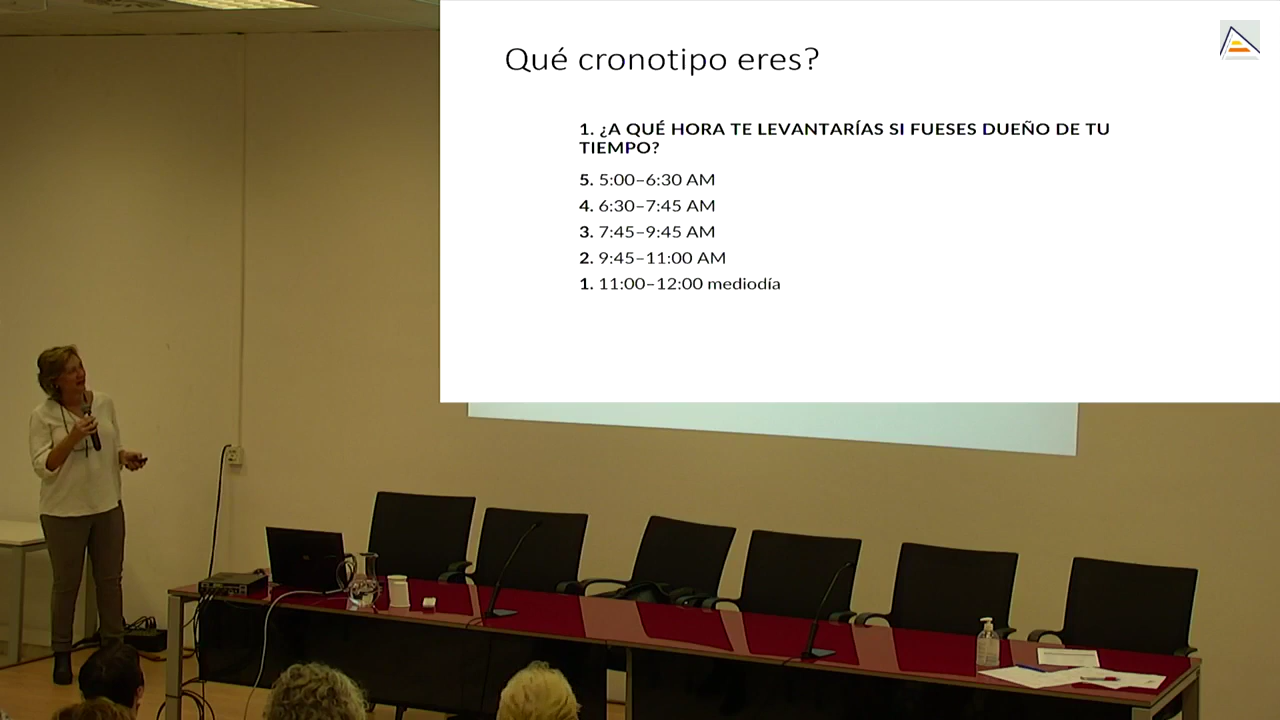 Qué cronotipo eres?
1. ¿A QUÉ HORA TE LEVANTARÍAS SI FUESES DUEÑO DE TU
TIEMPO?
5. 5:00–6:30 AM
4. 6:30–7:45 AM
3. 7:45–9:45 AM
2. 9:45–11:00 AM
1. 11:00–12:00 mediodía